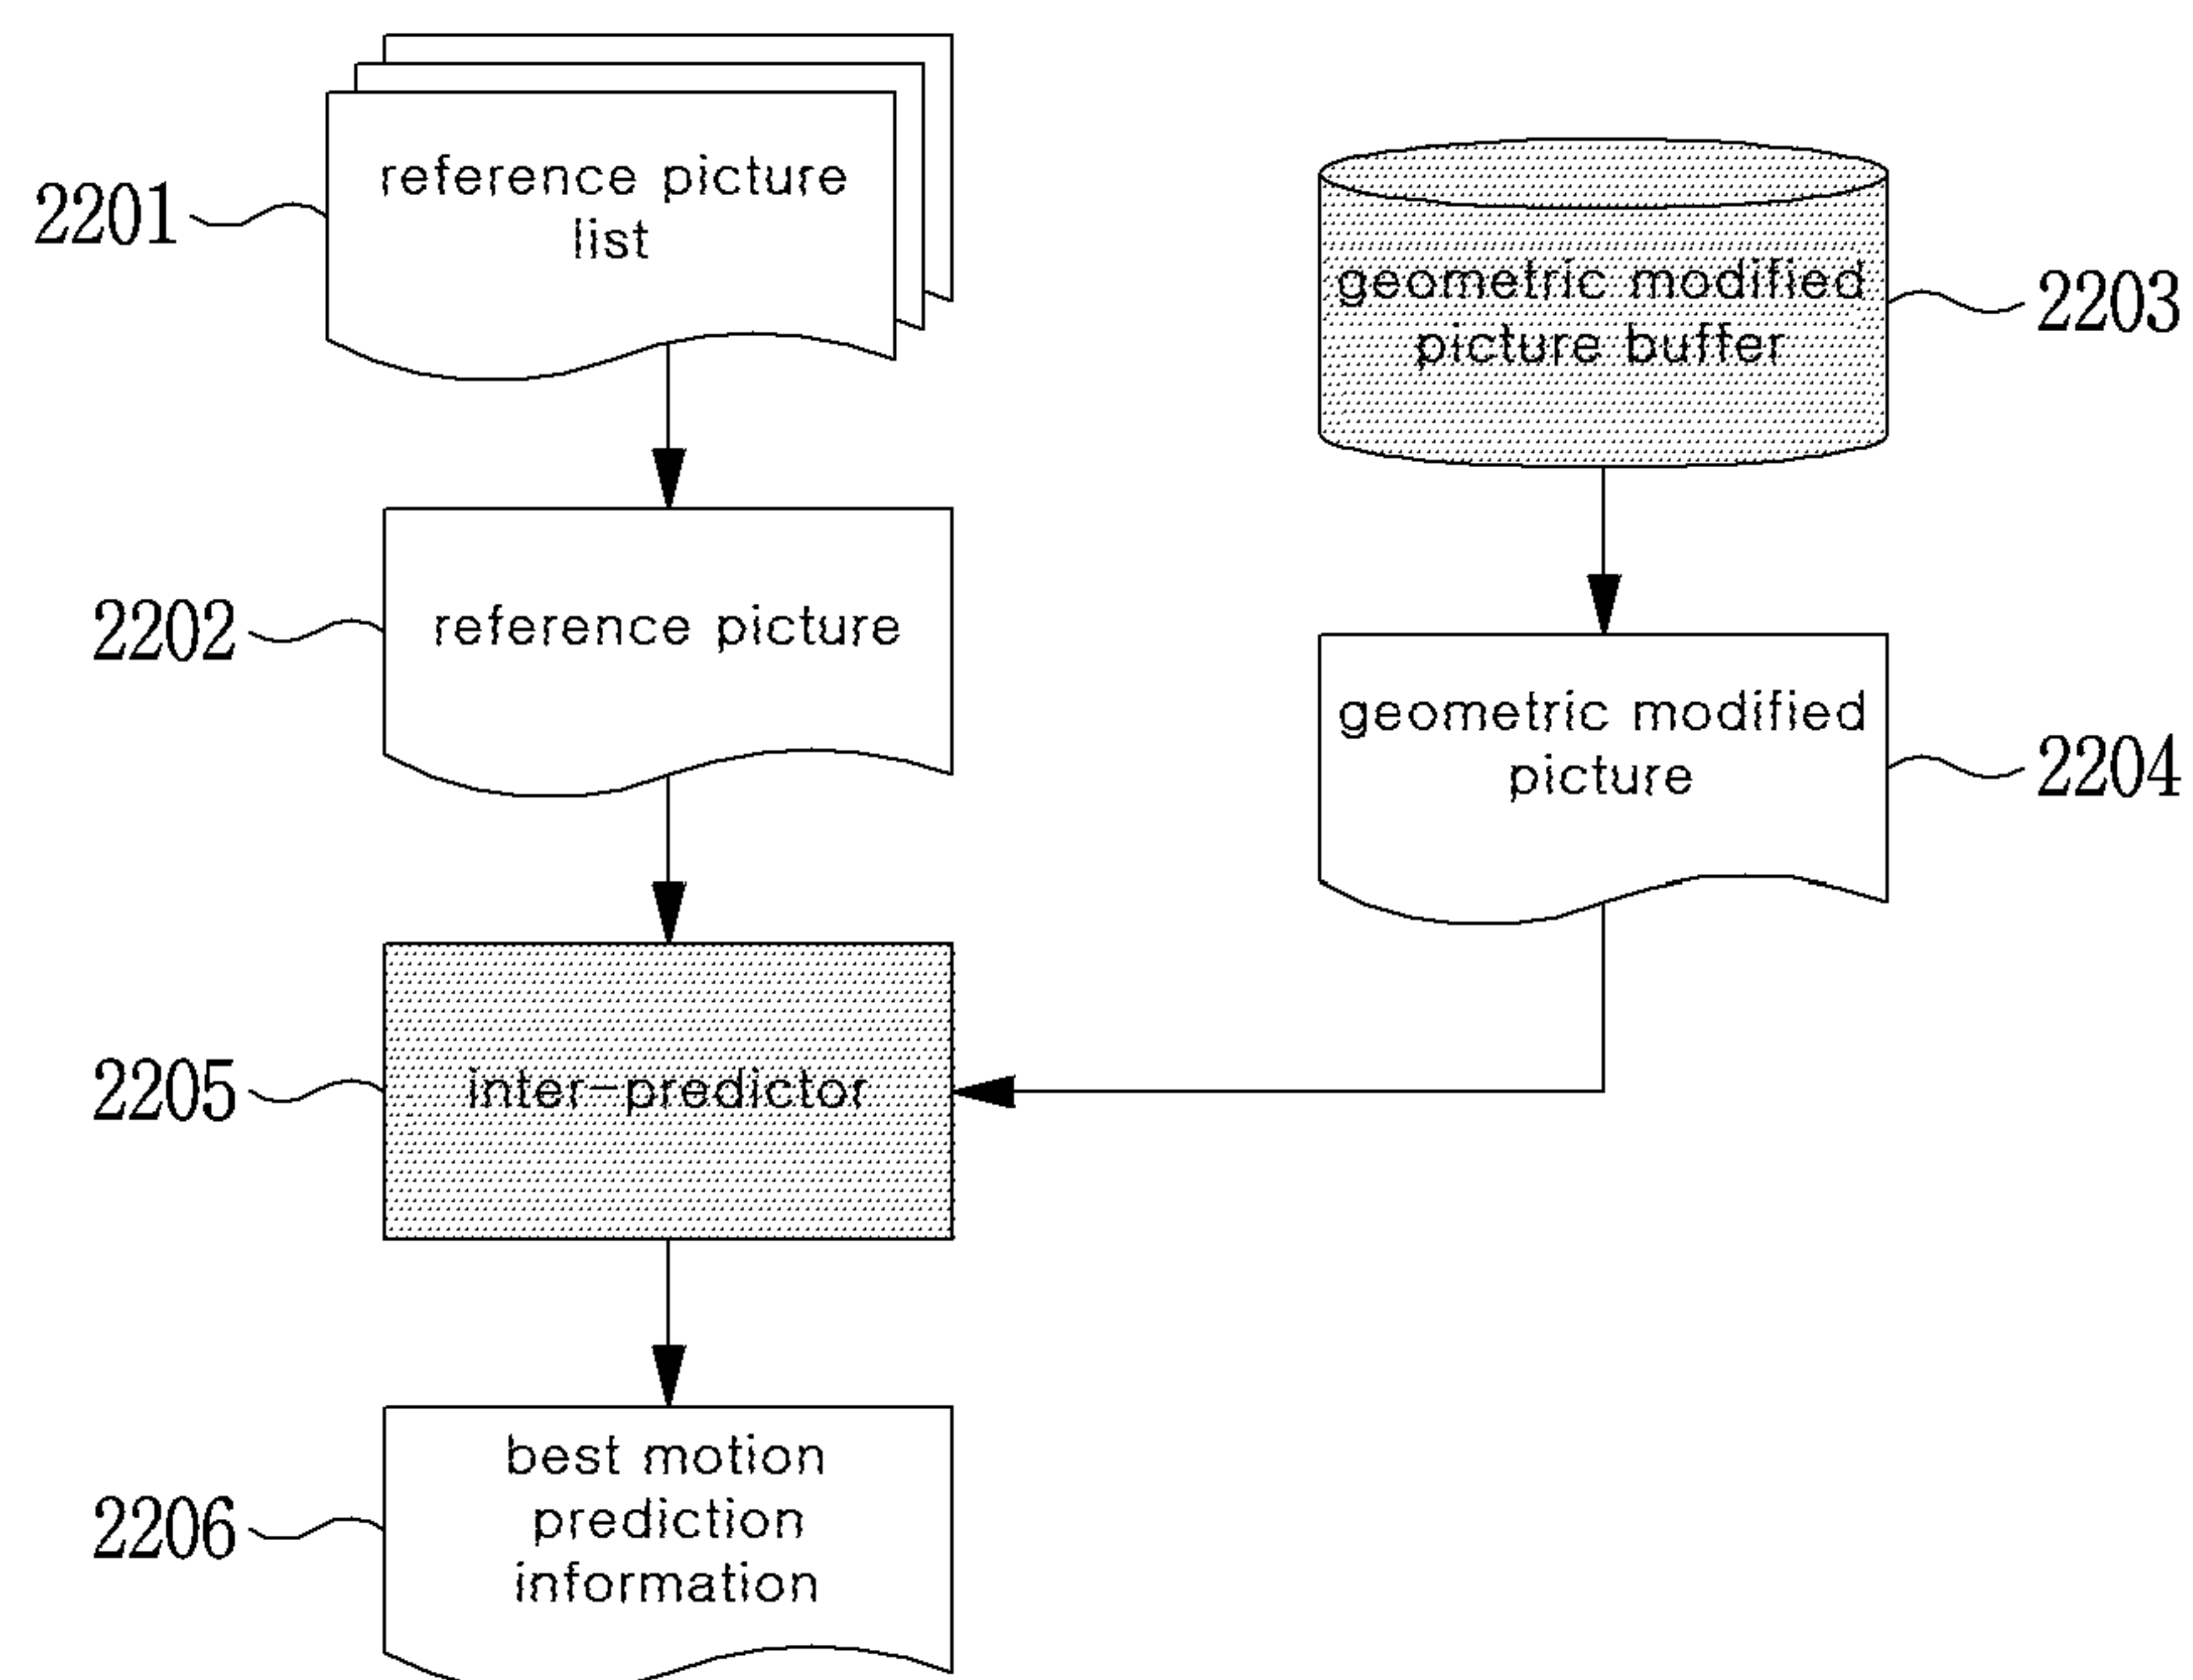 2201
reference picture
list
geometric modified
picture buffer
2203
2202
reference picture
geometric modified
picture
2204
2205
inter-predictor
2206
best motion
prediction
information